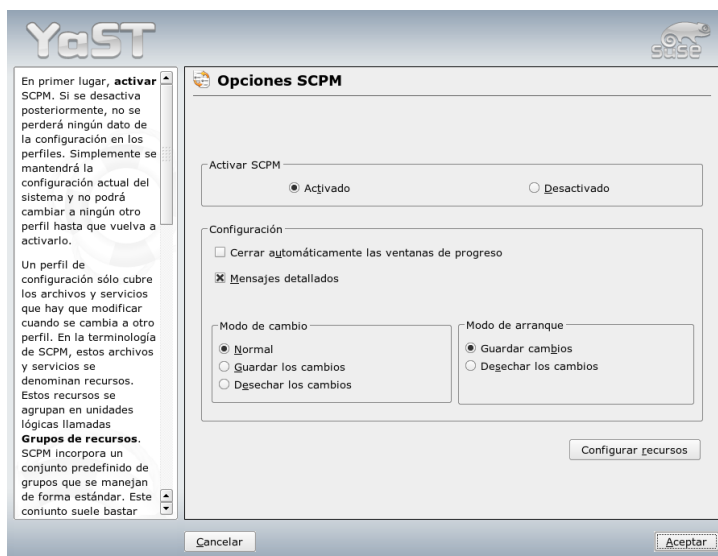 YaST
SUSE
En primer lugar, activar
SCPM. Si se desactiva
posteriormente, no se
perderá ningún dato de
la configuración en los
perfiles. Simplemente se
mantendrá la
configuración actual del
sistema y no podrá
cambiar a ningún otro
perfil hasta que vuelva a
activarlo.
Un perfil de
configuración sólo cubre
los archivos y servicios
que hay que modificar
cuando se cambia a otro
perfil. En la terminología
de SCPM, estos archivos
y servicios se
denominan recursos.
Estos recursos se
agrupan en unidades
lógicas llamadas
Grupos de recursos.
SCPM incorpora un
conjunto predefinido de
grupos que se manejan
de forma estándar. Este
conjunto suele bastar
Opciones SCPM
Activar SCPM
Activado
Desactivado
Configuración
Cerrar automáticamente las ventanas de progreso
Mensajes detallados
Modo de cambio
Normal
Guardar los cambios
Desechar los cambios
Modo de arranque
Guardar cambios
Desechar los cambios
Configurar recursos
Cancelar
Aceptar